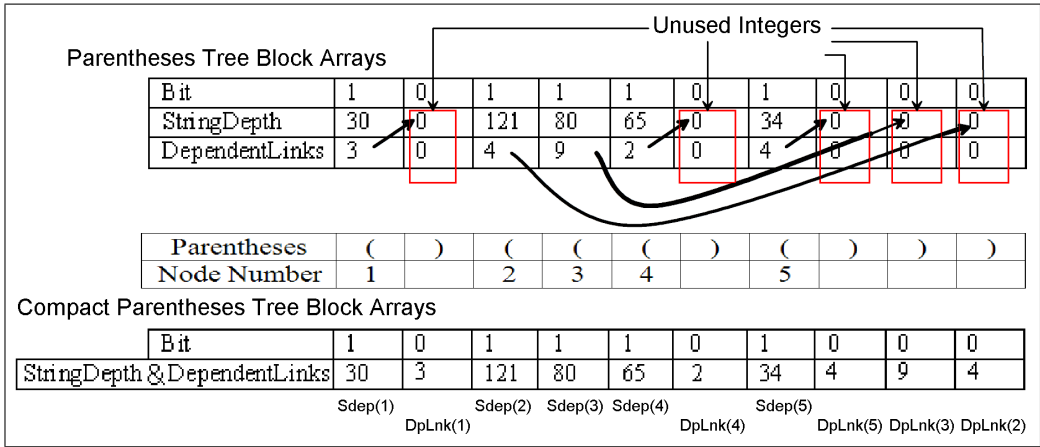 Unused Integers
Parentheses Tree Block Arrays
Bit 1 0 1 1 1 0 1 0 0 0
StringDepth 30 0 121 80 65 0 34 0 0 0
DependentLinks 3 0 4 9 2 0 4 0 0 0
Parentheses ( ) ( ( ( ) ( ) ) )
Node Number 1 2 3 4 5
Compact Parentheses Tree Block Arrays
Bit 1 0 1 1 1 0 1 0 0 0
StringDepth & DependentLinks 30 3 121 80 65 2 34 4 9 4
Sdep(1) Sdep(2) Sdep(3) Sdep(4) Sdep(5)
DpLnk(1) DpLnk(4) DpLnk(5) DpLnk(3) DpLnk(2)